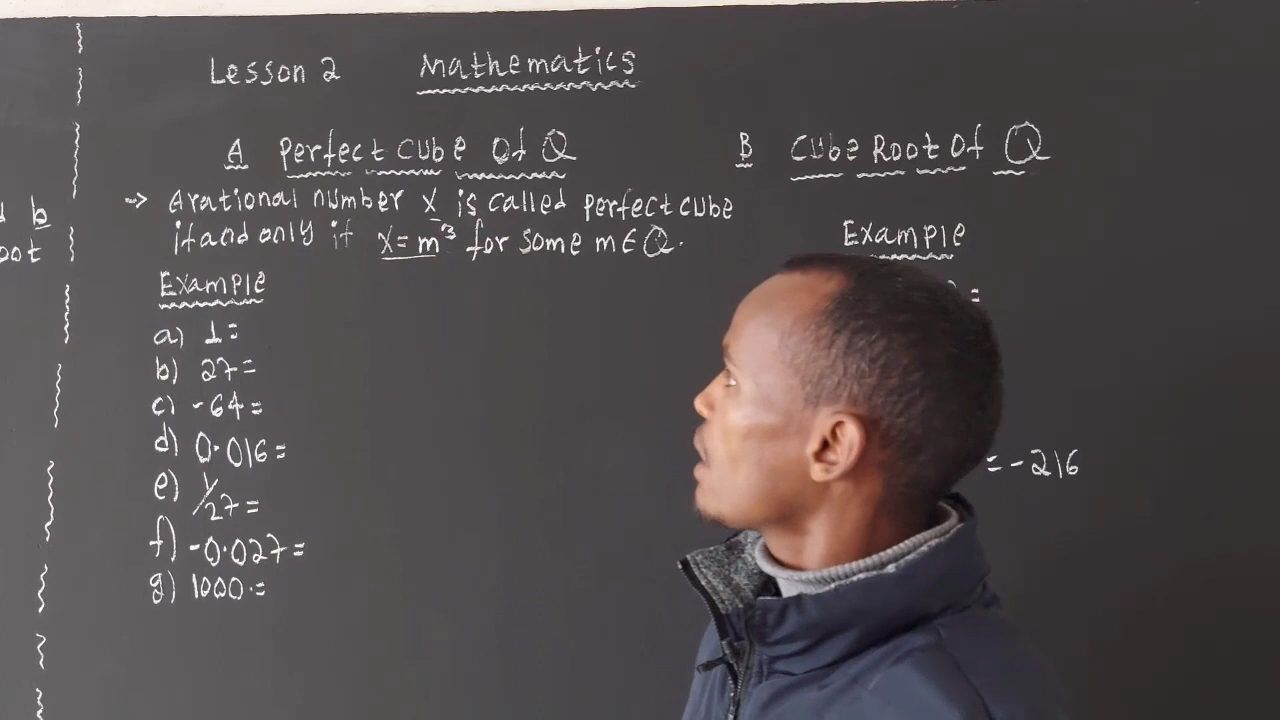 Lesson 2 Mathematics
A Perfect cube of Q
→ A rational number x is called perfect cube
if and only if x = m³ for some m ∈ Q.
Example
a) 1 =
b) 27 =
c) -64 =
d) 0.016 =
e) 1/27 =
f) -0.027 =
g) 1000. =
B Cube Root of Q
Example
=
= -216
b
oot